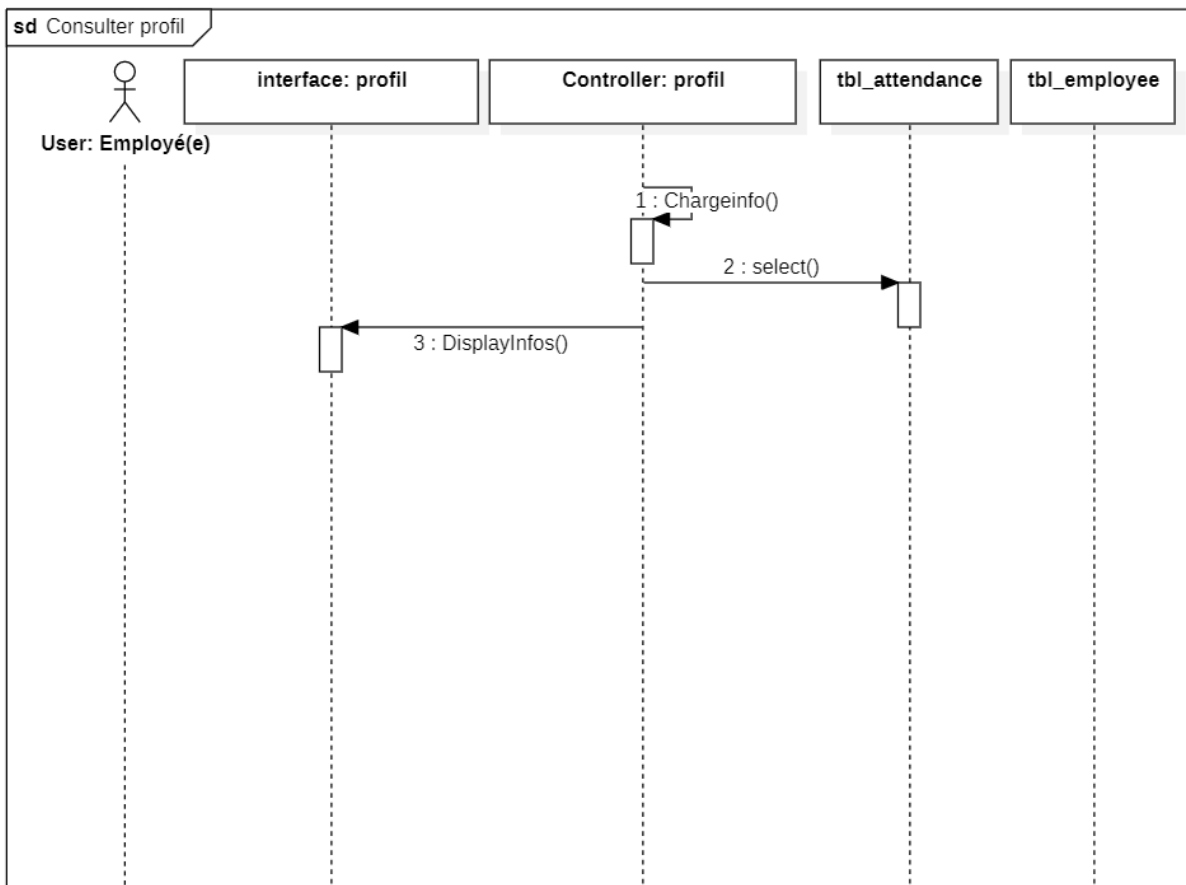 sd Consulter profil
User: Employé(e)
interface: profil
Controller: profil
tbl_attendance
tbl_employee
1 : Chargeinfo()
2 : select()
3 : DisplayInfos()